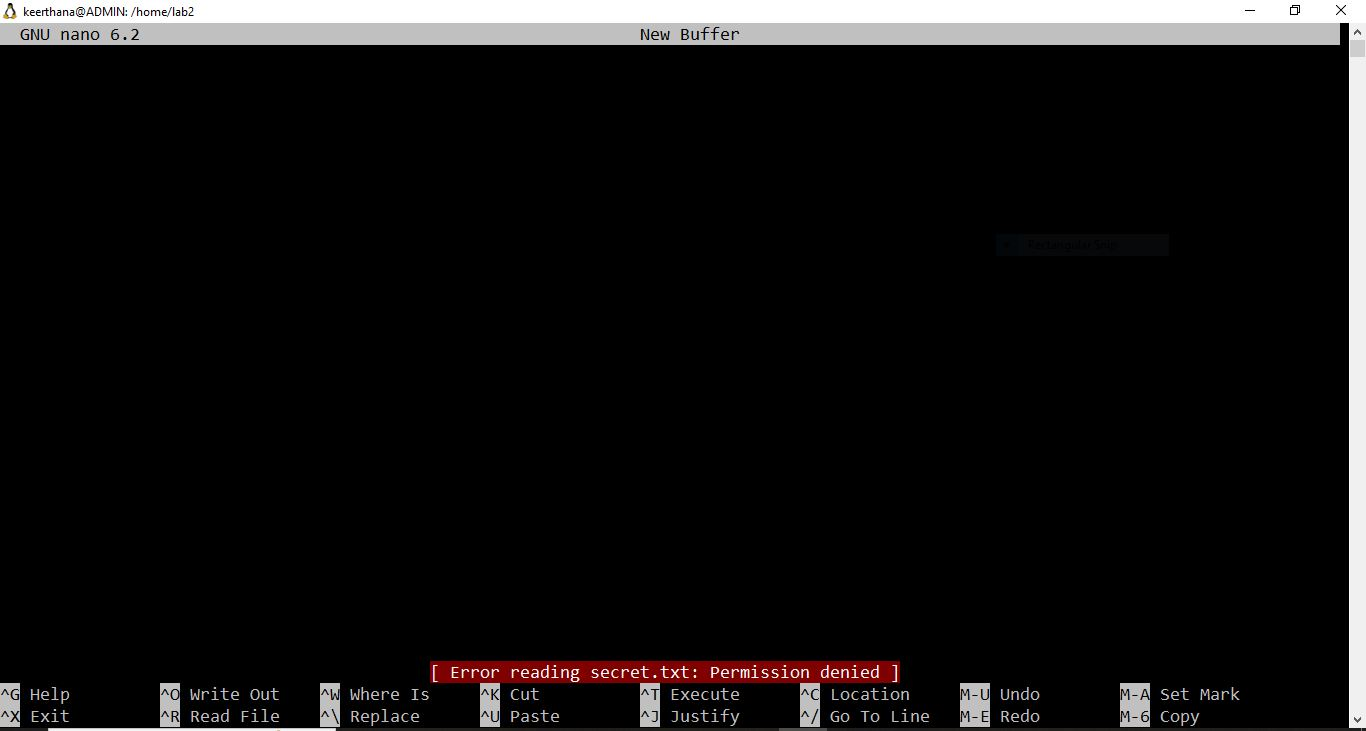 keerthana@ADMIN: /home/lab2
GNU nano 6.2 New Buffer
Rectangular Snip
[ Error reading secret.txt: Permission denied ]
^G Help ^O Write Out ^W Where Is ^K Cut ^T Execute ^C Location M-U Undo M-A Set Mark
^X Exit ^R Read File ^\ Replace ^U Paste ^J Justify ^/ Go To Line M-E Redo M-6 Copy